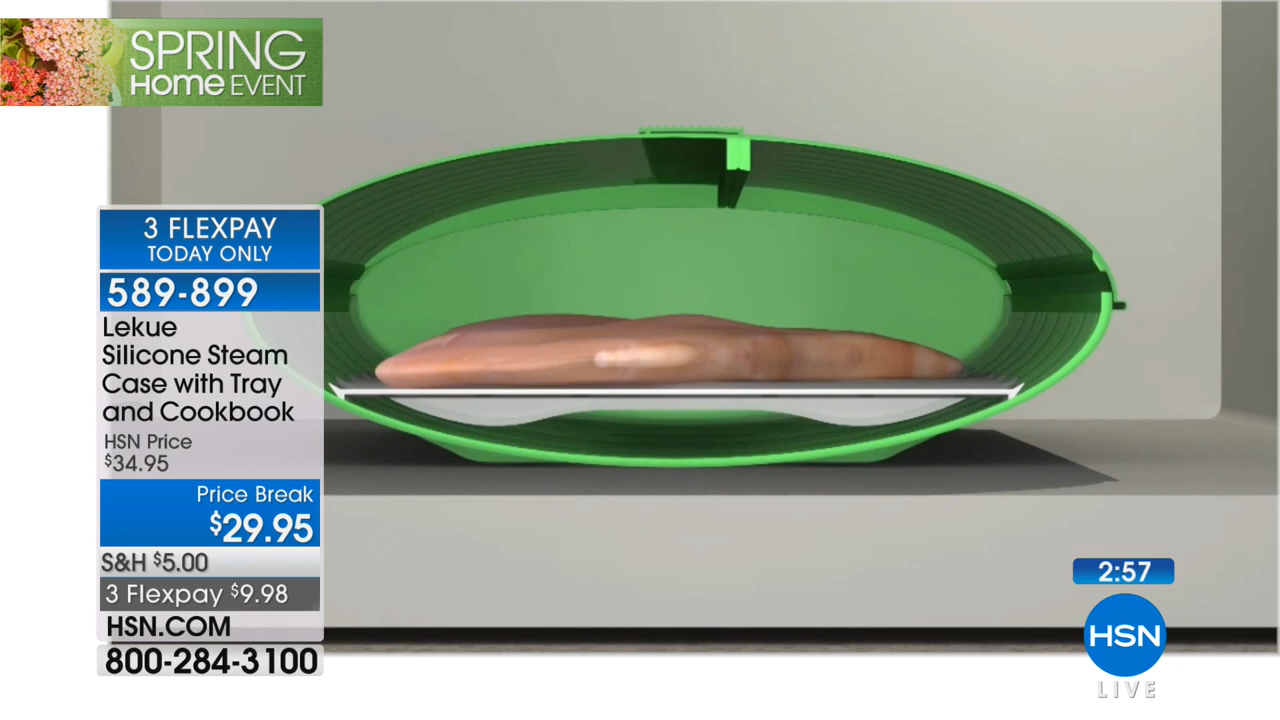 SPRING
Home EVENT
3 FLEXPAY
TODAY ONLY
589-899
Lekue
Silicone Steam
Case with Tray
and Cookbook
HSN Price
$34.95
Price Break
$29.95
S&H $5.00
3 Flexpay $9.98
HSN.COM
800-284-3100
2:57
HSN
LIVE